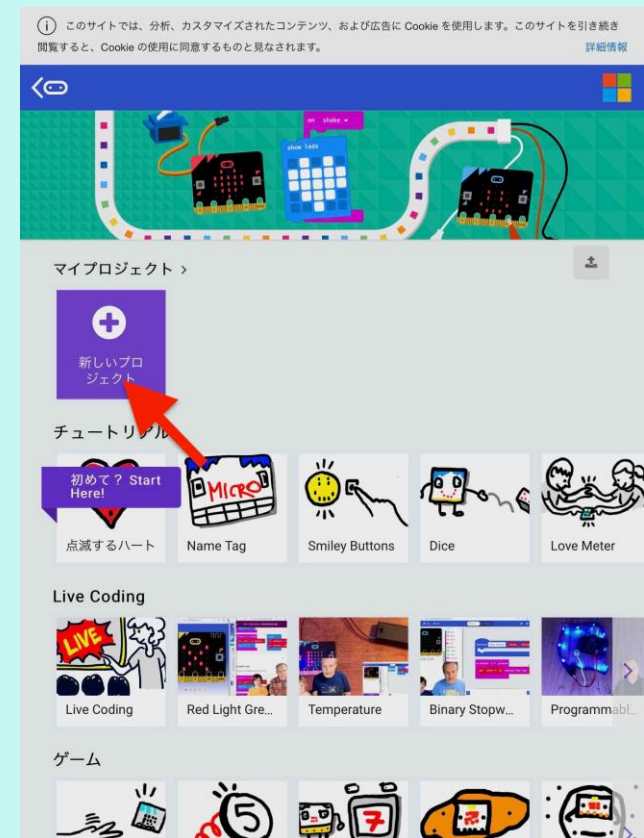 このサイトでは、分析、カスタマイズされたコンテンツ、および広告に Cookie を使用します。このサイトを引き続き
閲覧すると、Cookie の使用に同意するものと見なされます。
詳細情報
on shake
show leds
マイプロジェクト >
新しいプロ
ジェクト
チュートリアル
初めて? Start
Here!
MICRO
点滅するハート
Name Tag
Smiley Buttons
Dice
Love Meter
Live Coding
LIVE
Live Coding
Red Light Gre...
Temperature
Binary Stopw...
Programmabl...
ゲーム
5
7
2